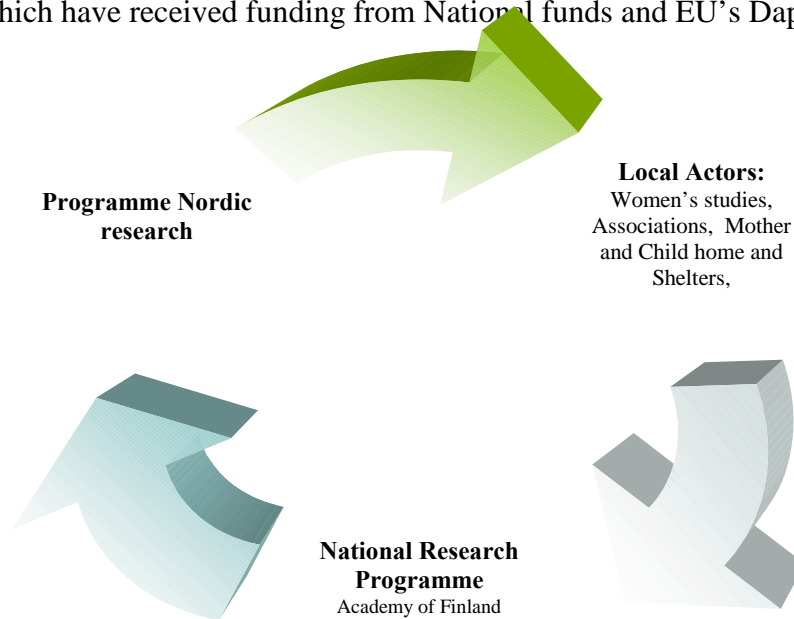 hich have received funding from National funds and EU’s Dap
Programme Nordic
research
Local Actors:
Women’s studies,
Associations, Mother
and Child home and
Shelters,
National Research
Programme
Academy of Finland